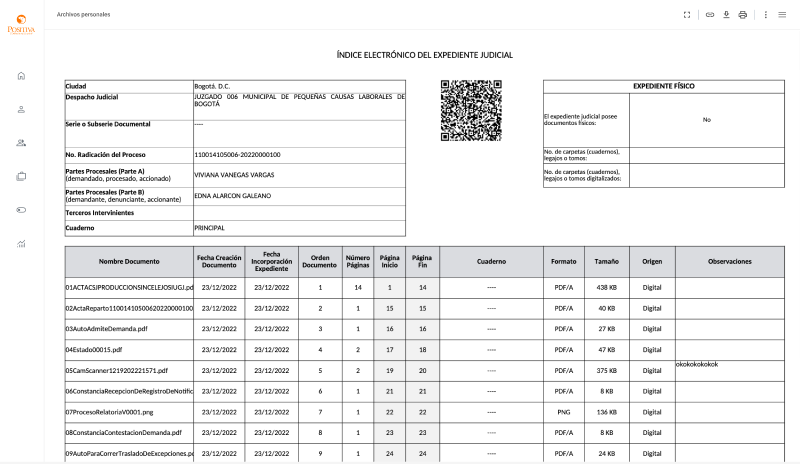 POSITIVA
Archivos personales
ÍNDICE ELECTRÓNICO DEL EXPEDIENTE JUDICIAL
Ciudad Bogotá. D.C.
Despacho Judicial JUZGADO 006 MUNICIPAL DE PEQUEÑAS CAUSAS LABORALES DE
BOGOTÁ
Serie o Subserie Documental ----
No. Radicación del Proceso 110014105006-20220000100
Partes Procesales (Parte A)
(demandado, procesado, accionado) VIVIANA VANEGAS VARGAS
Partes Procesales (Parte B)
(demandante, denunciante, accionante) EDNA ALARCON GALEANO
Terceros Intervinientes
Cuaderno PRINCIPAL
EXPEDIENTE FÍSICO
El expediente judicial posee
documentos físicos: No
No. de carpetas (cuadernos),
legajos o tomos:
No. de carpetas (cuadernos),
legajos o tomos digitalizados:
Nombre Documento Fecha Creación Documento Fecha Incorporación Expediente Orden Documento Número Páginas Página Inicio Página Fin Cuaderno Formato Tamaño Origen Observaciones
01ACTACSJPRODUCCIONSINCELEJOSIUGJ.pd 23/12/2022 23/12/2022 1 14 1 14 ---- PDF/A 438 KB Digital
02ActaReparto11001410500620220000100 23/12/2022 23/12/2022 2 1 15 15 ---- PDF/A 40 KB Digital
03AutoAdmiteDemanda.pdf 23/12/2022 23/12/2022 3 1 16 16 ---- PDF/A 27 KB Digital
04Estado00015.pdf 23/12/2022 23/12/2022 4 2 17 18 ---- PDF/A 47 KB Digital
05CamScanner1219202221571.pdf 23/12/2022 23/12/2022 5 2 19 20 ---- PDF/A 375 KB Digital okokokokokok
06ConstanciaRecepcionDeRegistroDeNotific 23/12/2022 23/12/2022 6 1 21 21 ---- PDF/A 8 KB Digital
07ProcesoRelatoriaV0001.png 23/12/2022 23/12/2022 7 1 22 22 ---- PNG 136 KB Digital
08ConstanciaContestacionDemanda.pdf 23/12/2022 23/12/2022 8 1 23 23 ---- PDF/A 8 KB Digital
09AutoParaCorrerTrasladoDeExcepciones.pd 23/12/2022 23/12/2022 9 1 24 24 ---- PDF/A 24 KB Digital